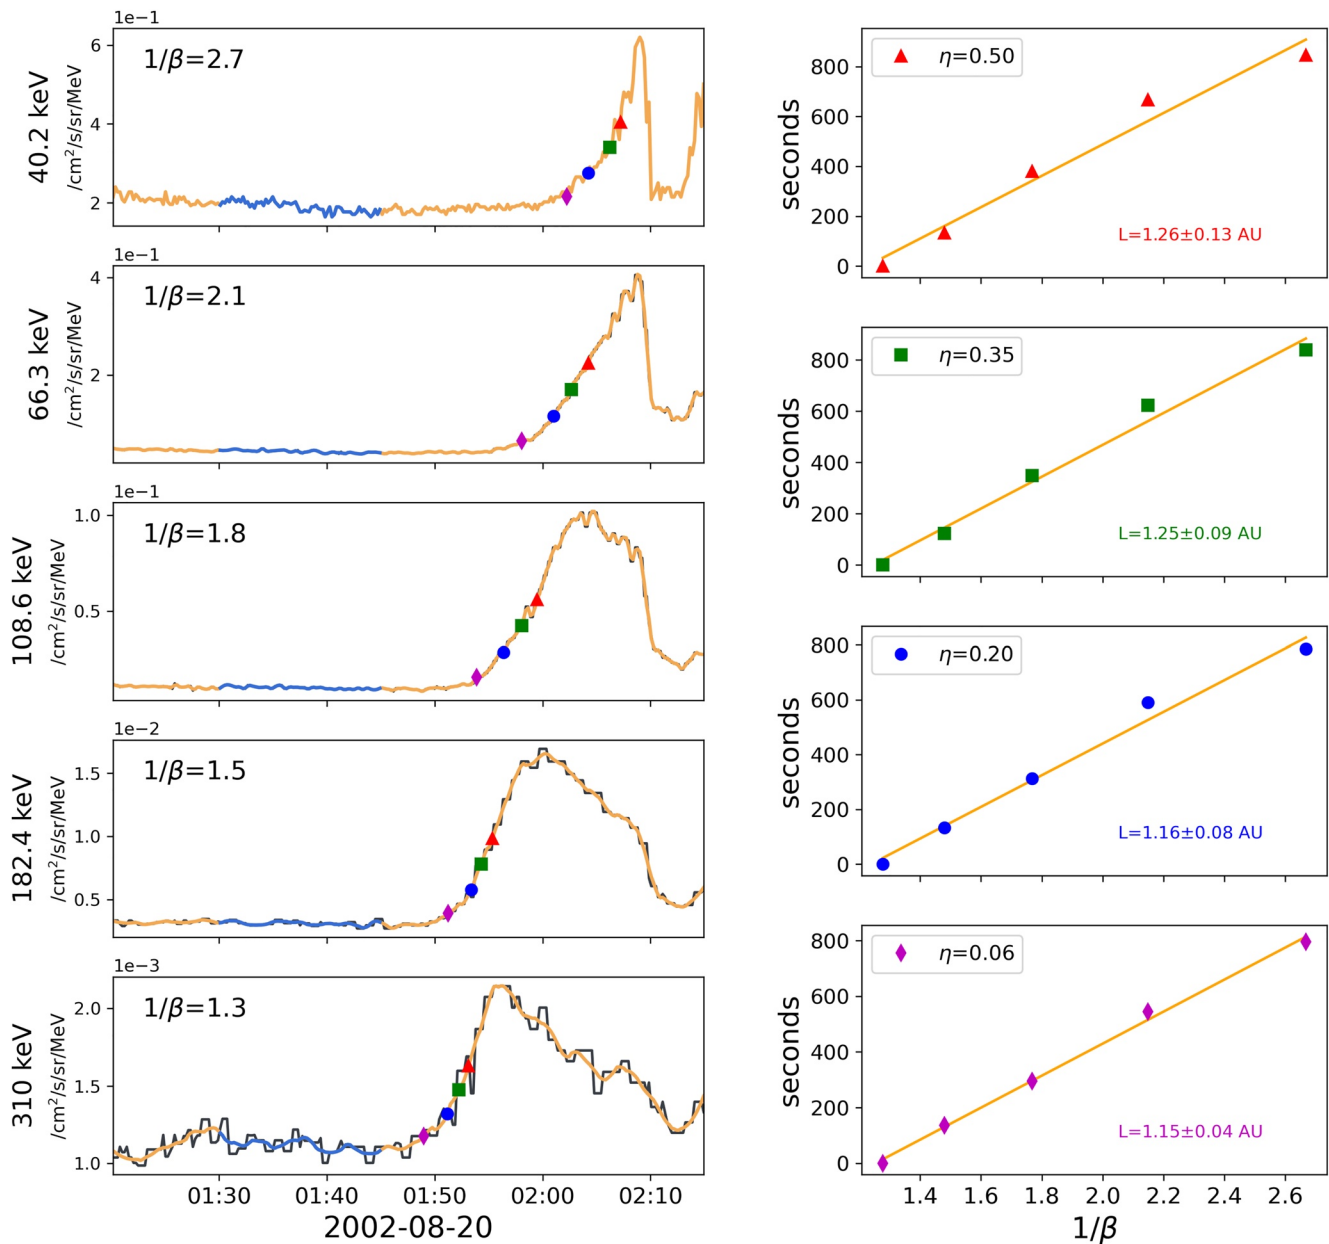 1e−1
1/β=2.7
40.2 keV
/cm²/s/sr/MeV
6
4
2
1e−1
1/β=2.1
66.3 keV
/cm²/s/sr/MeV
4
2
1e−1
1/β=1.8
108.6 keV
/cm²/s/sr/MeV
1.0
0.5
1e−2
1/β=1.5
182.4 keV
/cm²/s/sr/MeV
1.5
1.0
0.5
1e−3
1/β=1.3
310 keV
/cm²/s/sr/MeV
2.0
1.5
1.0
01:30 01:40 01:50 02:00 02:10
2002-08-20
η=0.50
seconds
800
600
400
200
0
L=1.26±0.13 AU
η=0.35
seconds
800
600
400
200
0
L=1.25±0.09 AU
η=0.20
seconds
800
600
400
200
0
L=1.16±0.08 AU
η=0.06
seconds
800
600
400
200
0
L=1.15±0.04 AU
1.4 1.6 1.8 2.0 2.2 2.4 2.6
1/β